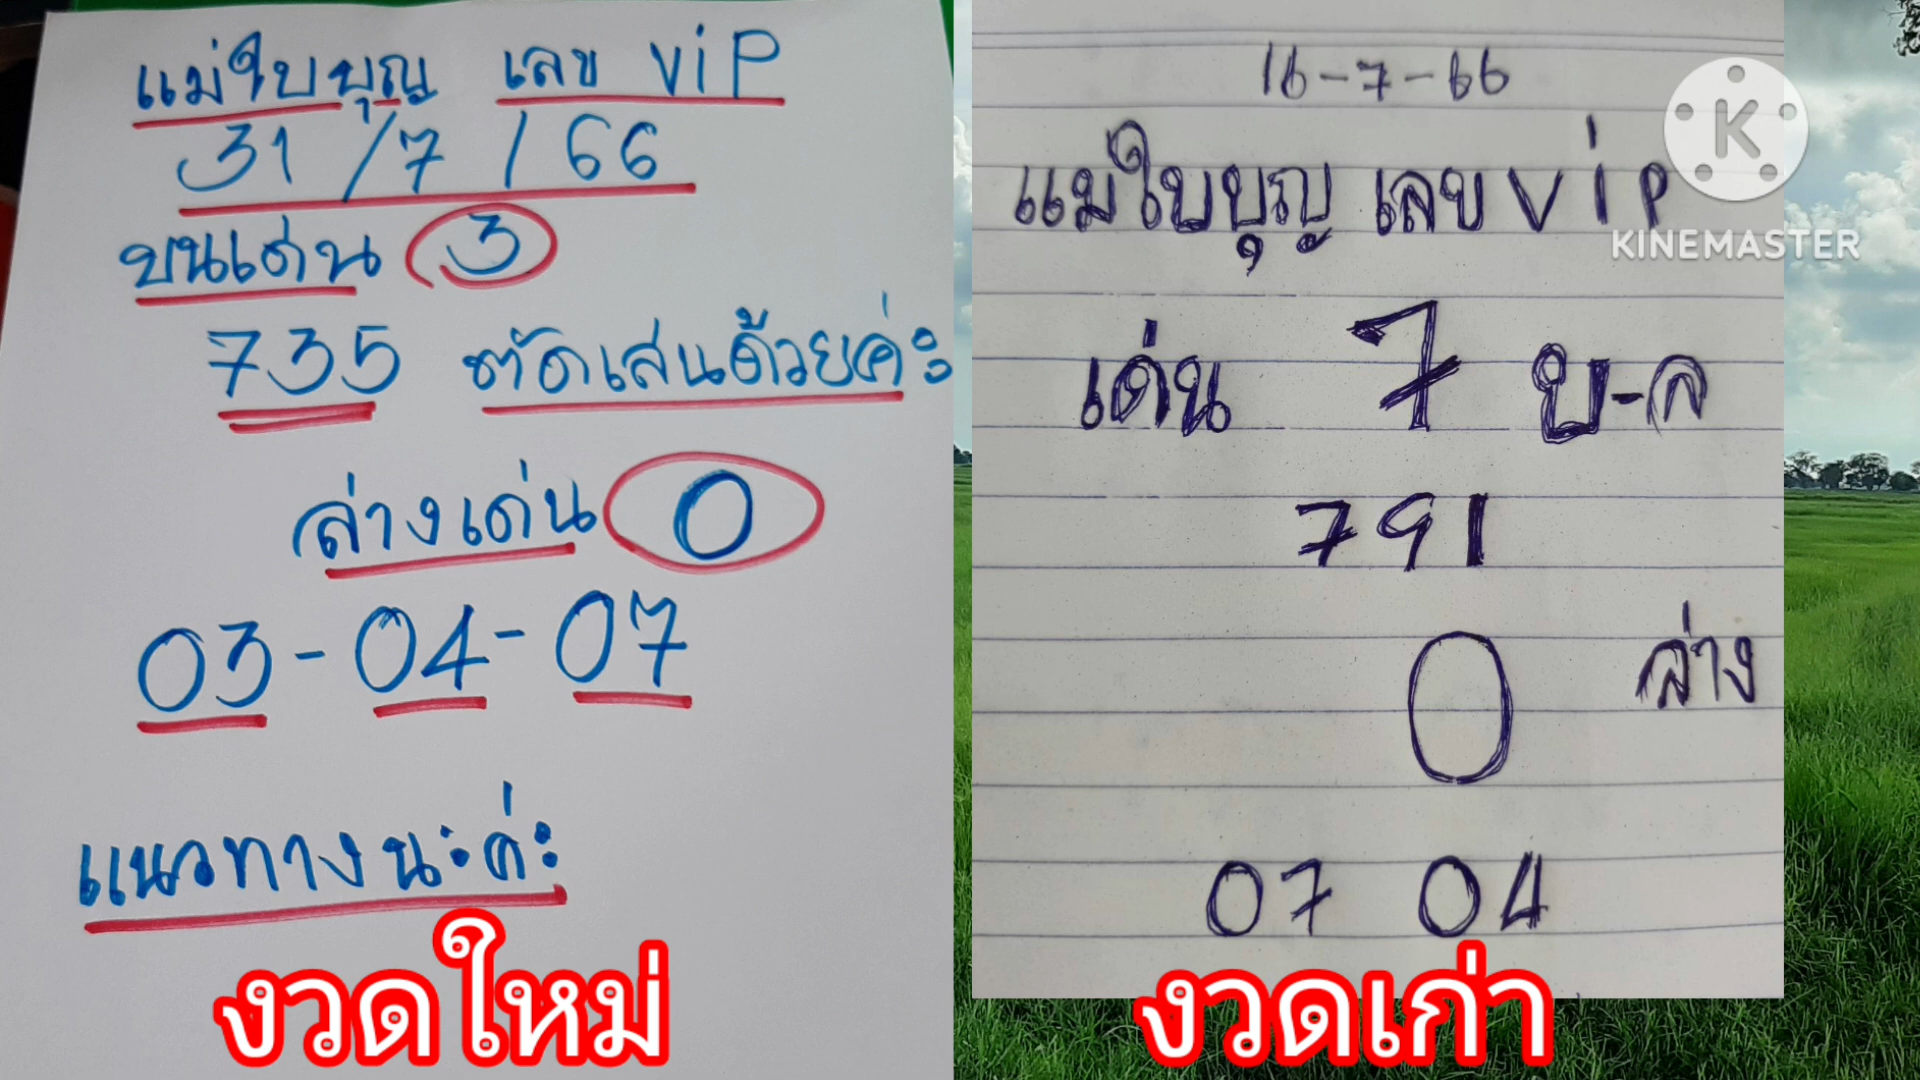 แม่ใบบุญ เลข ViP
31/7/66
บนเด่น 3
735 ตัดเสนด้วยค่ะ
ล่างเด่น 0
03-04-07
แนวทางนะค่ะ
งวดใหม่
16-7-66
แมใบบุญ เลข vip
KINEMASTER
เด่น 7 บ-ล
791
0 ล่าง
07 04
งวดเก่า